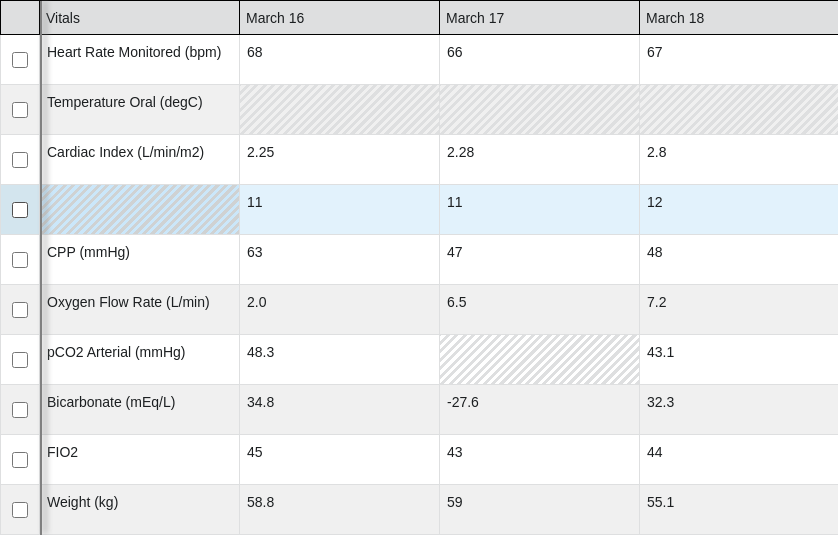 Vitals March 16 March 17 March 18
Heart Rate Monitored (bpm) 68 66 67
Temperature Oral (degC)
Cardiac Index (L/min/m2) 2.25 2.28 2.8
11 11 12
CPP (mmHg) 63 47 48
Oxygen Flow Rate (L/min) 2.0 6.5 7.2
pCO2 Arterial (mmHg) 48.3 43.1
Bicarbonate (mEq/L) 34.8 -27.6 32.3
FIO2 45 43 44
Weight (kg) 58.8 59 55.1